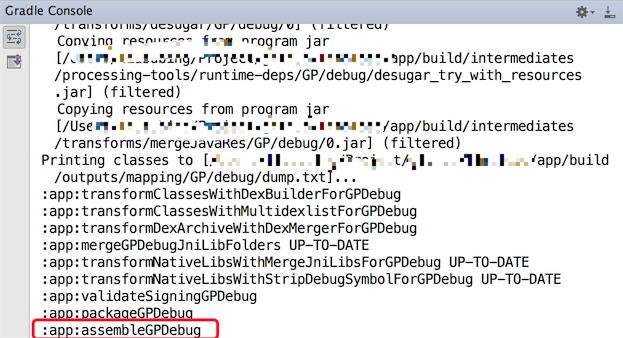 Gradle Console
/transforms/desugar/GP/debug/0] (filtered)
Copying resources from program jar
app/build/intermediates
/processing-tools/runtime-deps/GP/debug/desugar_try_with_resources
.jar] (filtered)
Copying resources from program jar
[/Use /app/build/intermediates
/transforms/mergeJavaRes/GP/debug/0.jar] (filtered)
Printing classes to [ /app/build
/outputs/mapping/GP/debug/dump.txt]...
:app:transformClassesWithDexBuilderForGPDebug
:app:transformClassesWithMultidexlistForGPDebug
:app:transformDexArchiveWithDexMergerForGPDebug
:app:mergeGPDebugJniLibFolders UP-TO-DATE
:app:transformNativeLibsWithMergeJniLibsForGPDebug UP-TO-DATE
:app:transformNativeLibsWithStripDebugSymbolForGPDebug UP-TO-DATE
:app:validateSigningGPDebug
:app:packageGPDebug
:app:assembleGPDebug